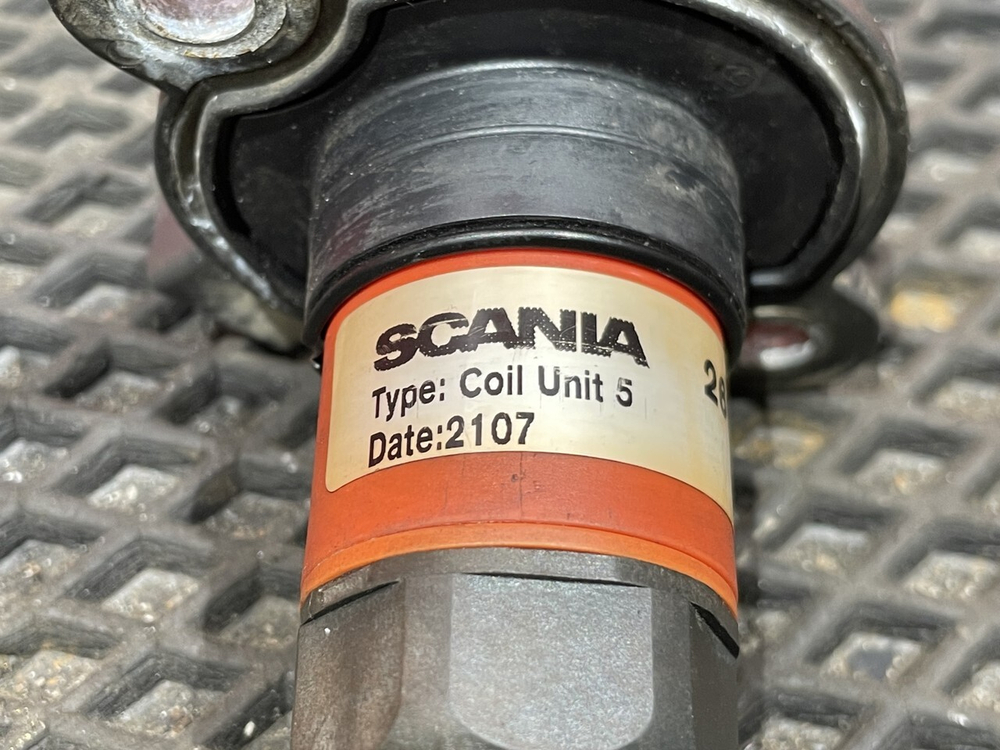 SCANIA
Type: Coil Unit 5
Date:2107